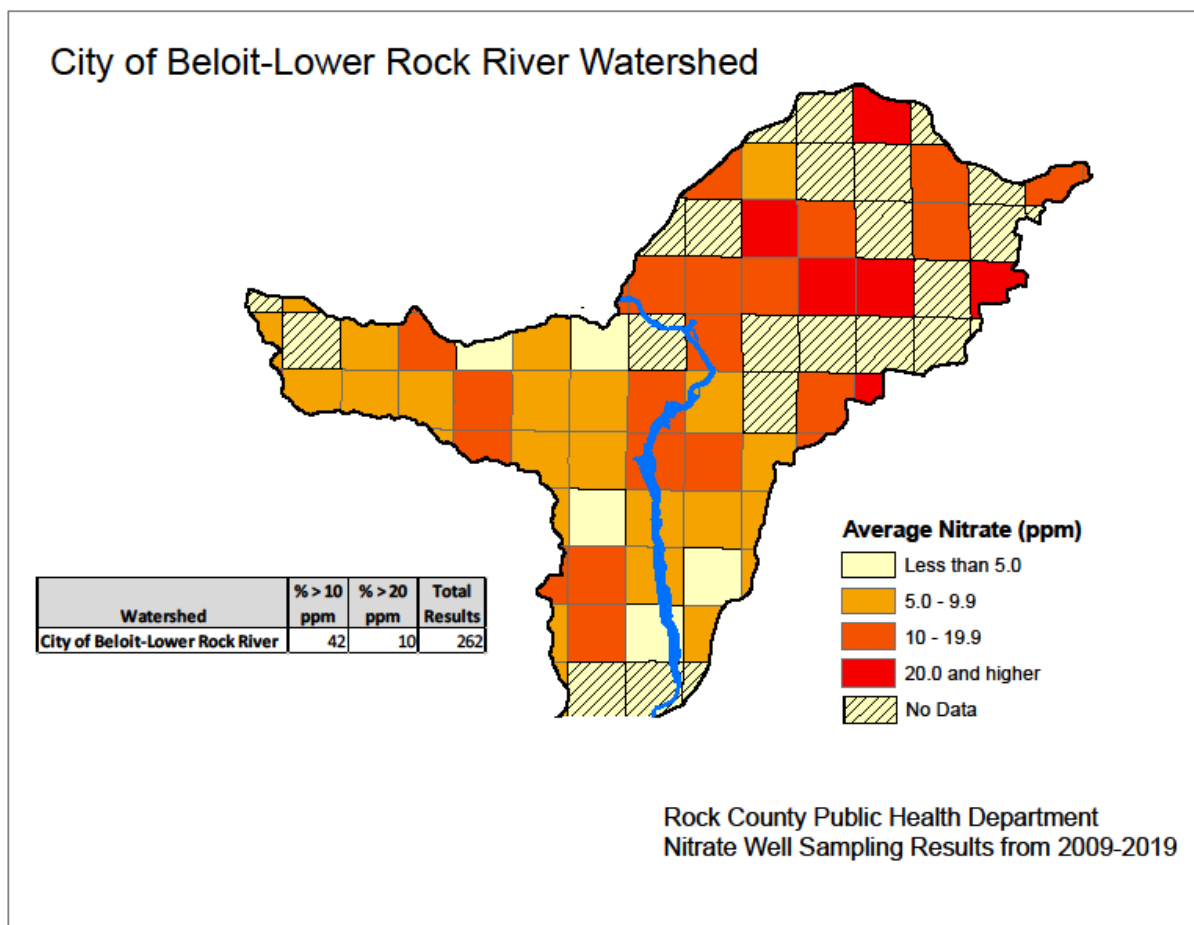 City of Beloit-Lower Rock River Watershed
Average Nitrate (ppm)
Less than 5.0
5.0 - 9.9
10 - 19.9
20.0 and higher
No Data
Watershed % > 10 ppm % > 20 ppm Total Results
City of Beloit-Lower Rock River 42 10 262
Rock County Public Health Department
Nitrate Well Sampling Results from 2009-2019